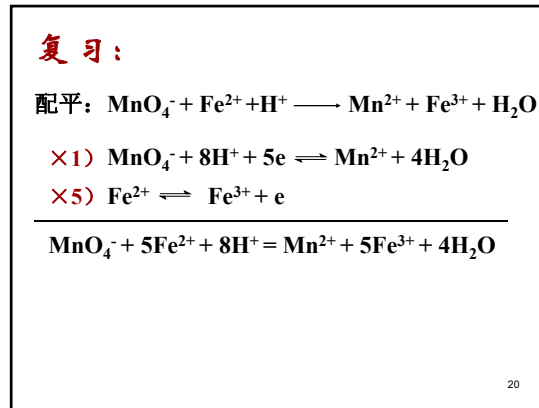 复习：
配平：MnO₄⁻ + Fe²⁺ +H⁺ ⟶ Mn²⁺ + Fe³⁺ + H₂O
×1）MnO₄⁻ + 8H⁺ + 5e ⇌ Mn²⁺ + 4H₂O
×5）Fe²⁺ ⇌ Fe³⁺ + e
MnO₄⁻ + 5Fe²⁺ + 8H⁺ = Mn²⁺ + 5Fe³⁺ + 4H₂O
20